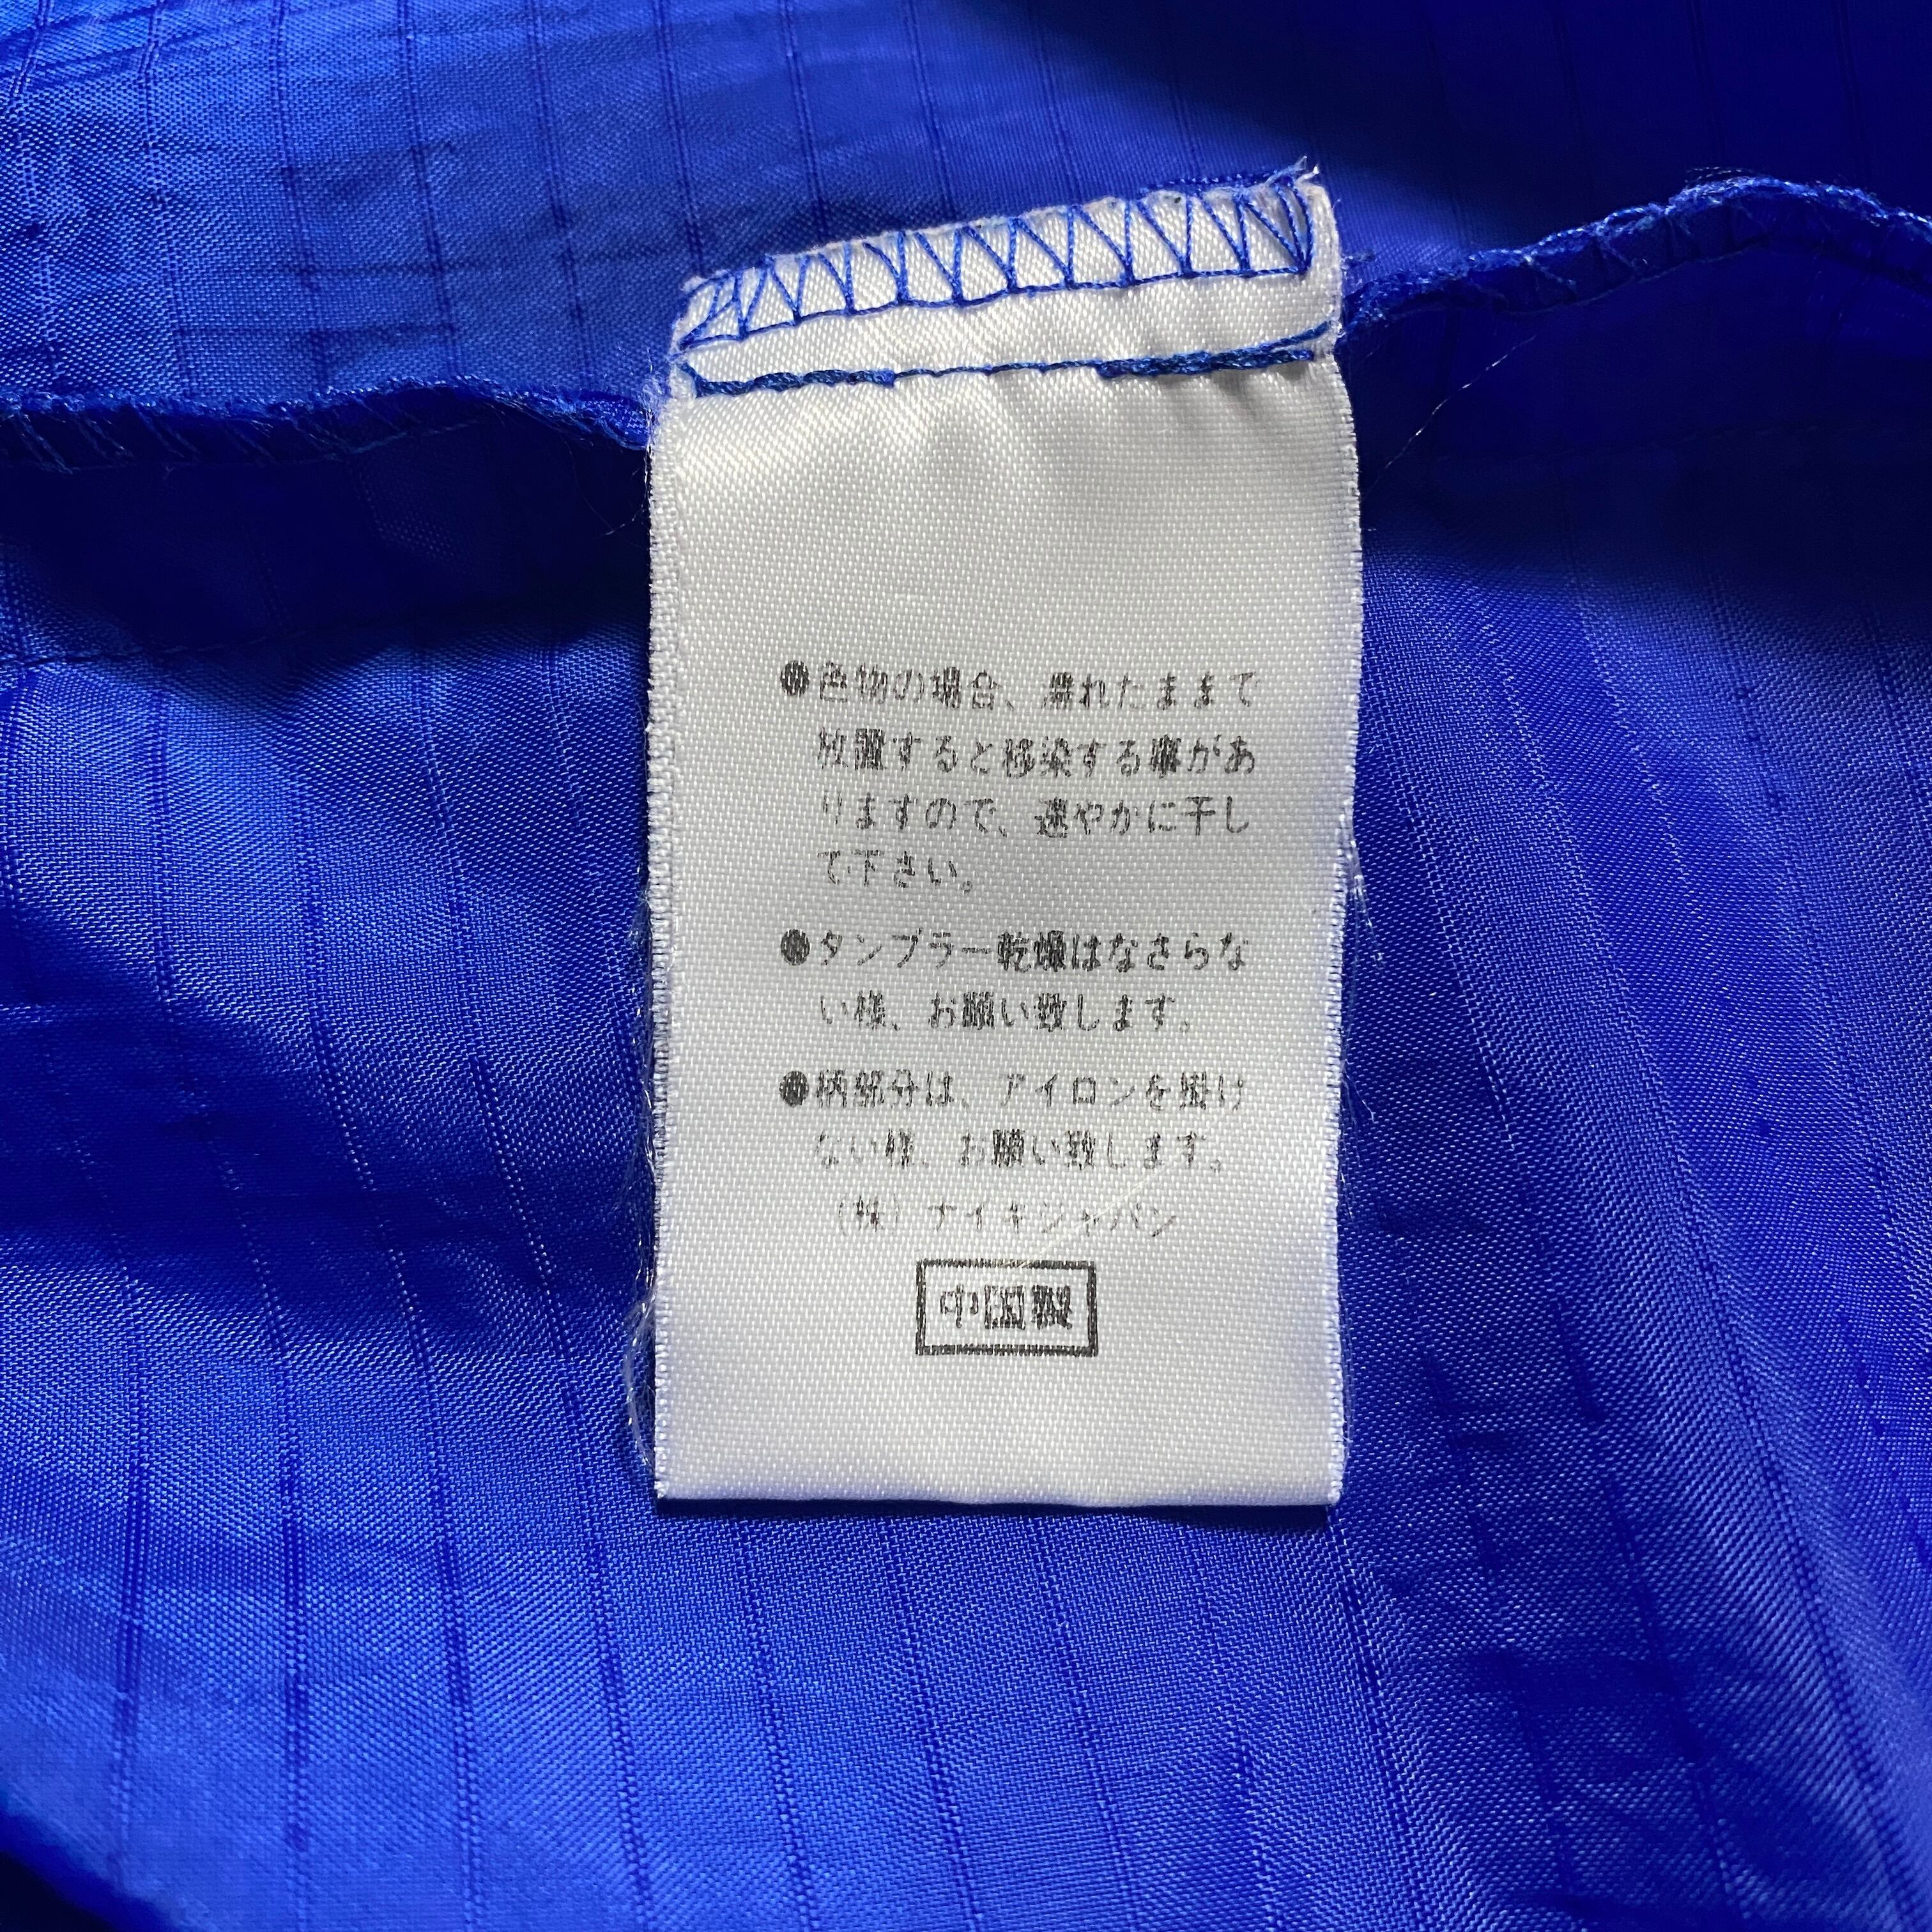 ●色物の場合、濡れたままで
放置すると移染する事があ
りますので、速やかに干し
て下さい。
●タンブラー乾燥はなさらな
い様、お願い致します。
●柄部分は、アイロンを掛け
ない様、お願い致します。
(株)ナイキジャパン
中国製